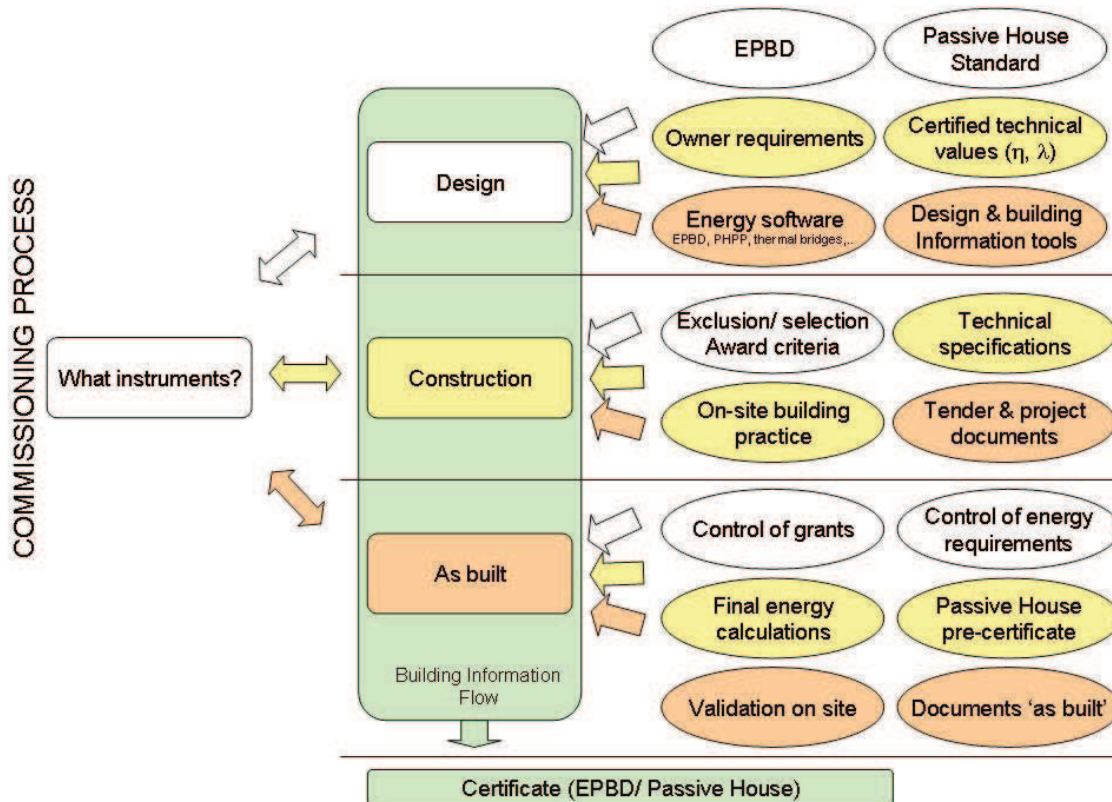 COMMISSIONING PROCESS
What instruments?
Design
Construction
As built
Building Information
Flow
EPBD
Passive House
Standard
Owner requirements
Certified technical
values (η, λ)
Energy software
EPBD, PHPP, thermal bridges,..
Design & building
Information tools
Exclusion/ selection
Award criteria
Technical
specifications
On-site building
practice
Tender & project
documents
Control of grants
Control of energy
requirements
Final energy
calculations
Passive House
pre-certificate
Validation on site
Documents ‘as built’
Certificate (EPBD/ Passive House)